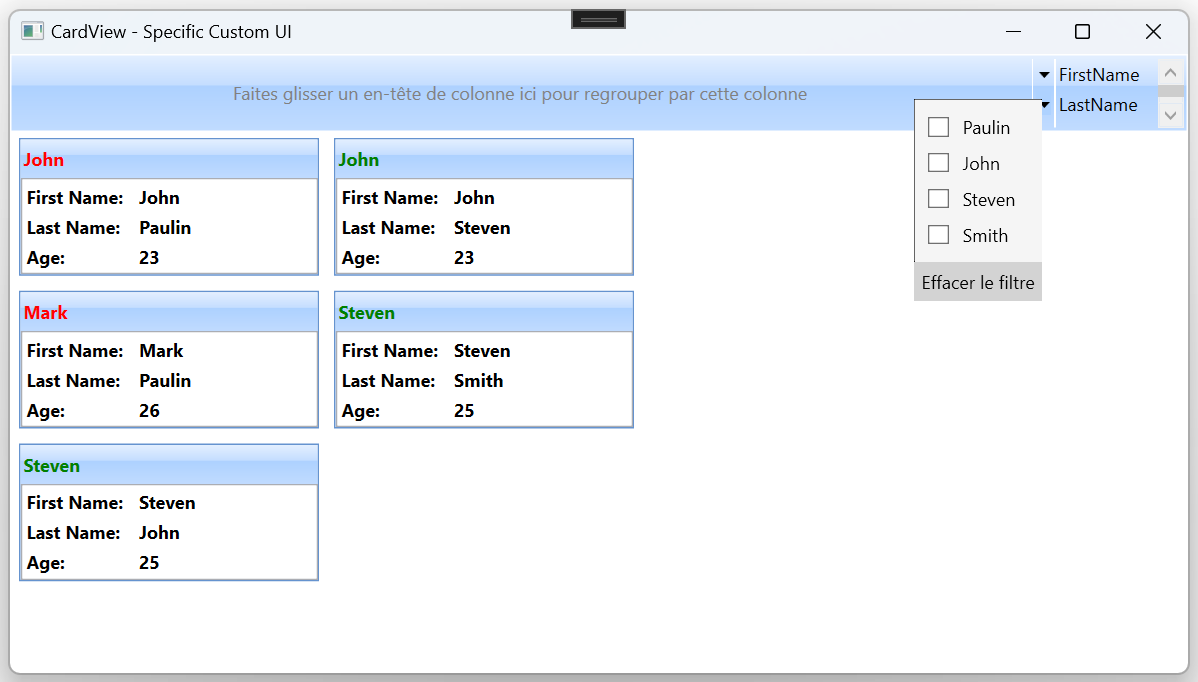 CardView - Specific Custom UI
Faites glisser un en-tête de colonne ici pour regrouper par cette colonne
FirstName
LastName
Paulin
John
Steven
Smith
Effacer le filtre
John
First Name: John
Last Name: Paulin
Age: 23
John
First Name: John
Last Name: Steven
Age: 23
Mark
First Name: Mark
Last Name: Paulin
Age: 26
Steven
First Name: Steven
Last Name: Smith
Age: 25
Steven
First Name: Steven
Last Name: John
Age: 25